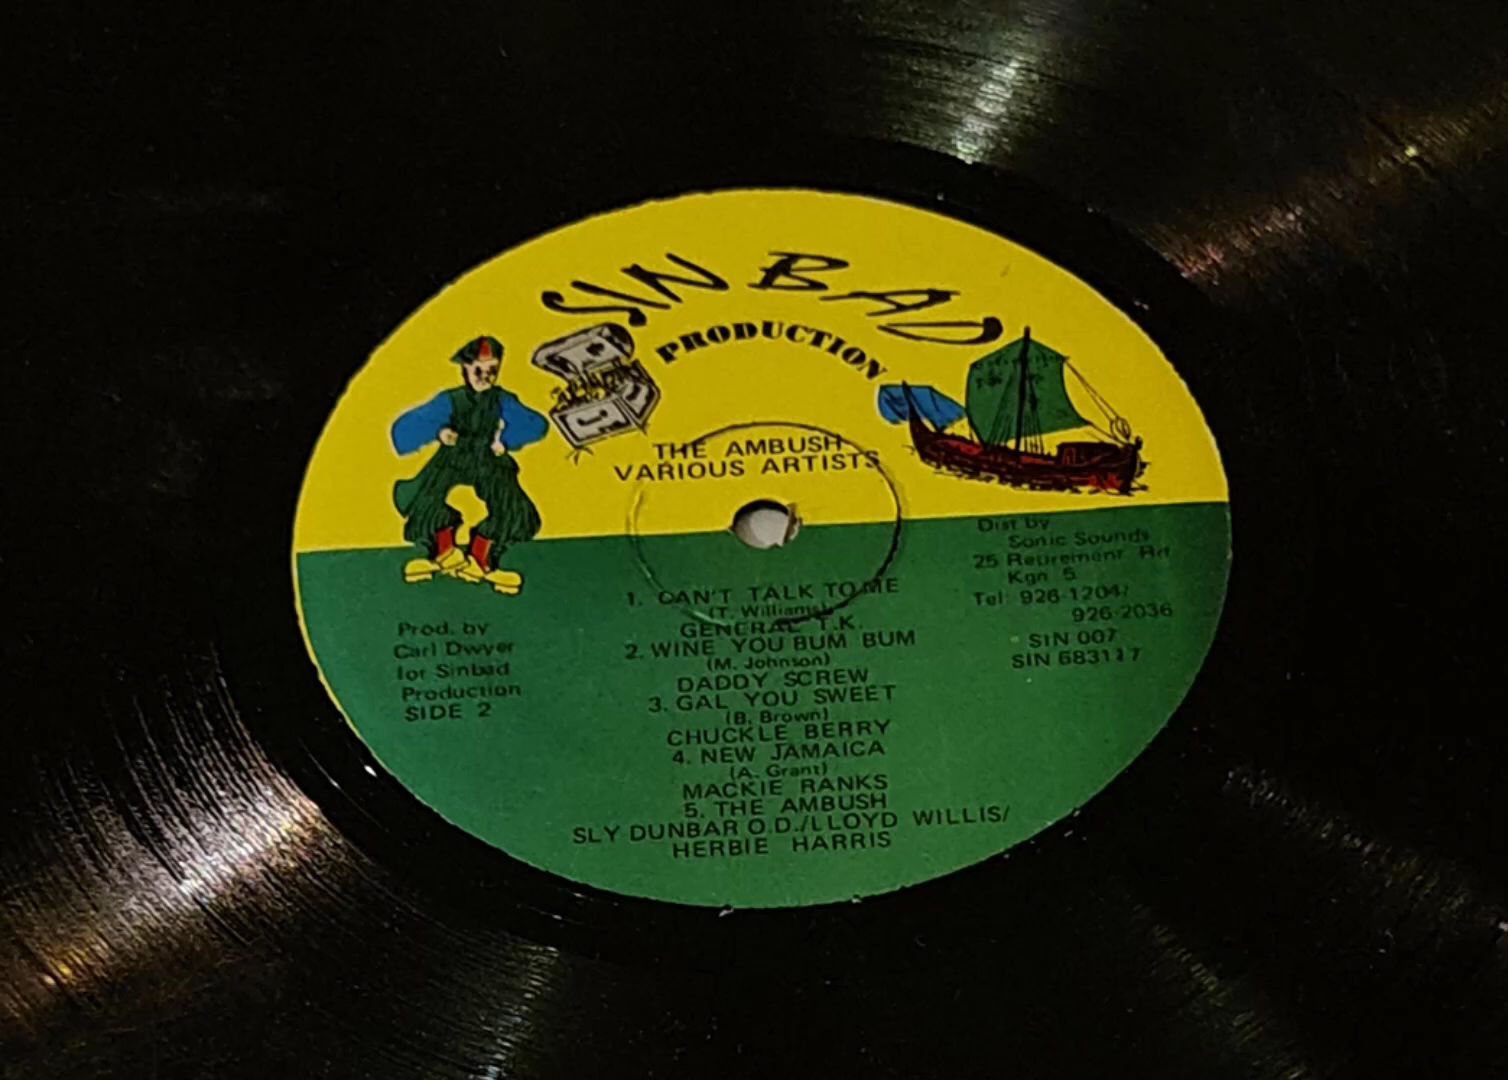 SIN BAD
PRODUCTION
THE AMBUSH
VARIOUS ARTISTS
Dist by
Sonic Sounds
25 Retirement Rd
Kgn 5
Tel: 926-1204/
926-2036
SIN 007
SIN 683117
Prod. by
Carl Dwyer
for Sinbad
Production
SIDE 2
1. CAN'T TALK TO ME
(T. Williams)
GENERAL T.K.
2. WINE YOU BUM BUM
(M. Johnson)
DADDY SCREW
3. GAL YOU SWEET
(B. Brown)
CHUCKLE BERRY
4. NEW JAMAICA
(A. Grant)
MACKIE RANKS
5. THE AMBUSH
SLY DUNBAR O.D./LLOYD WILLIS/
HERBIE HARRIS